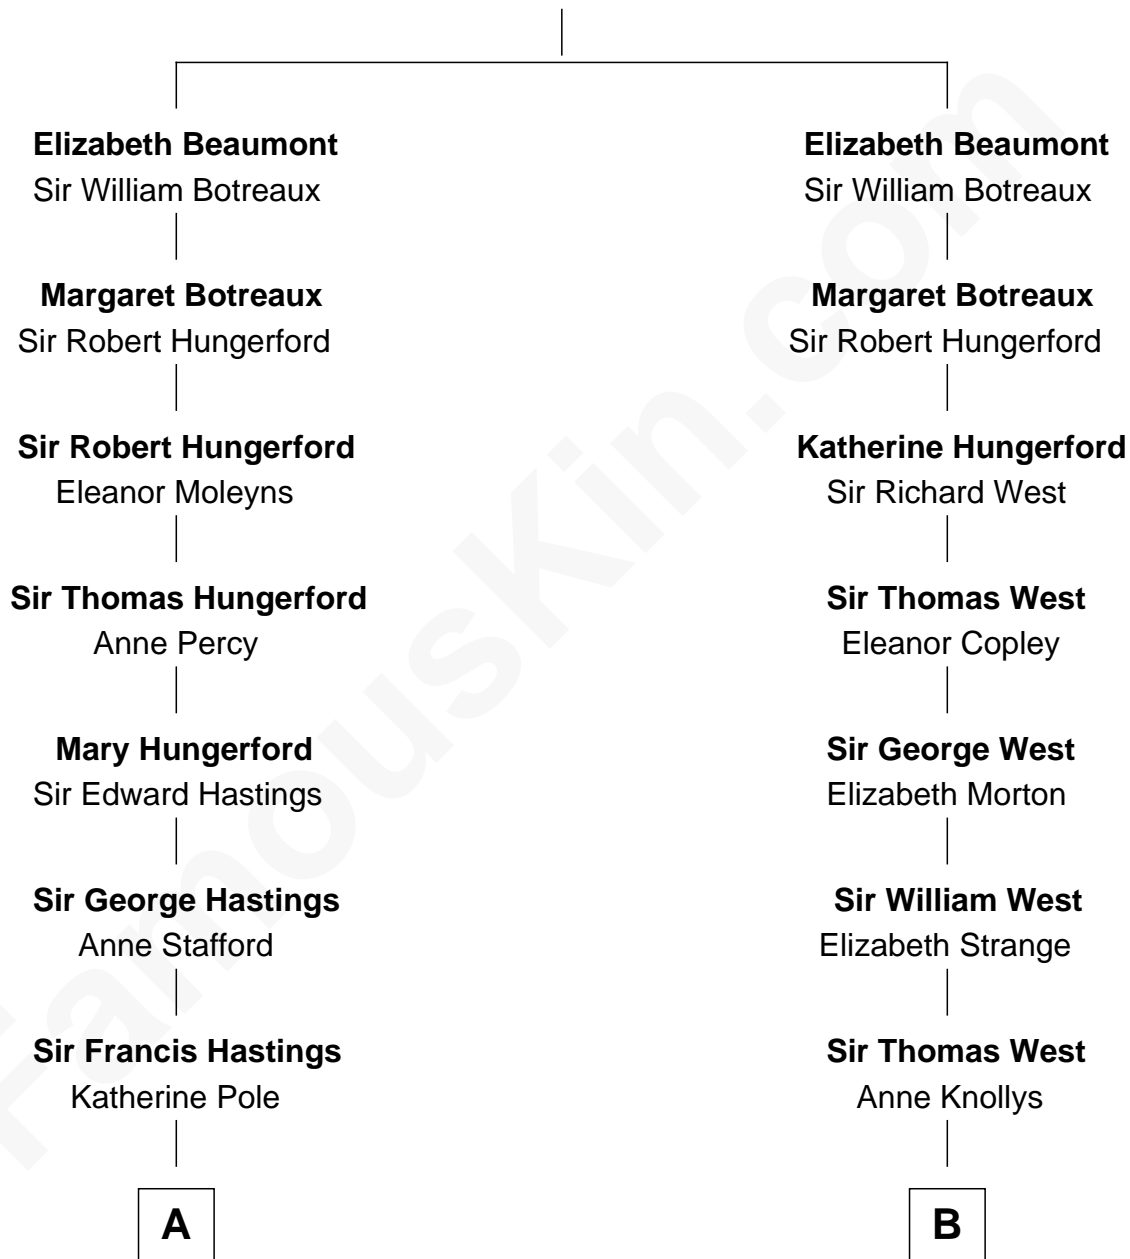 Elizabeth Beaumont
Sir William Botreaux
Margaret Botreaux
Sir Robert Hungerford
Sir Robert Hungerford
Eleanor Moleyns
Sir Thomas Hungerford
Anne Percy
Mary Hungerford
Sir Edward Hastings
Sir George Hastings
Anne Stafford
Sir Francis Hastings
Katherine Pole
A
Elizabeth Beaumont
Sir William Botreaux
Margaret Botreaux
Sir Robert Hungerford
Katherine Hungerford
Sir Richard West
Sir Thomas West
Eleanor Copley
Sir George West
Elizabeth Morton
Sir William West
Elizabeth Strange
Sir Thomas West
Anne Knollys
B
FamousKin.com